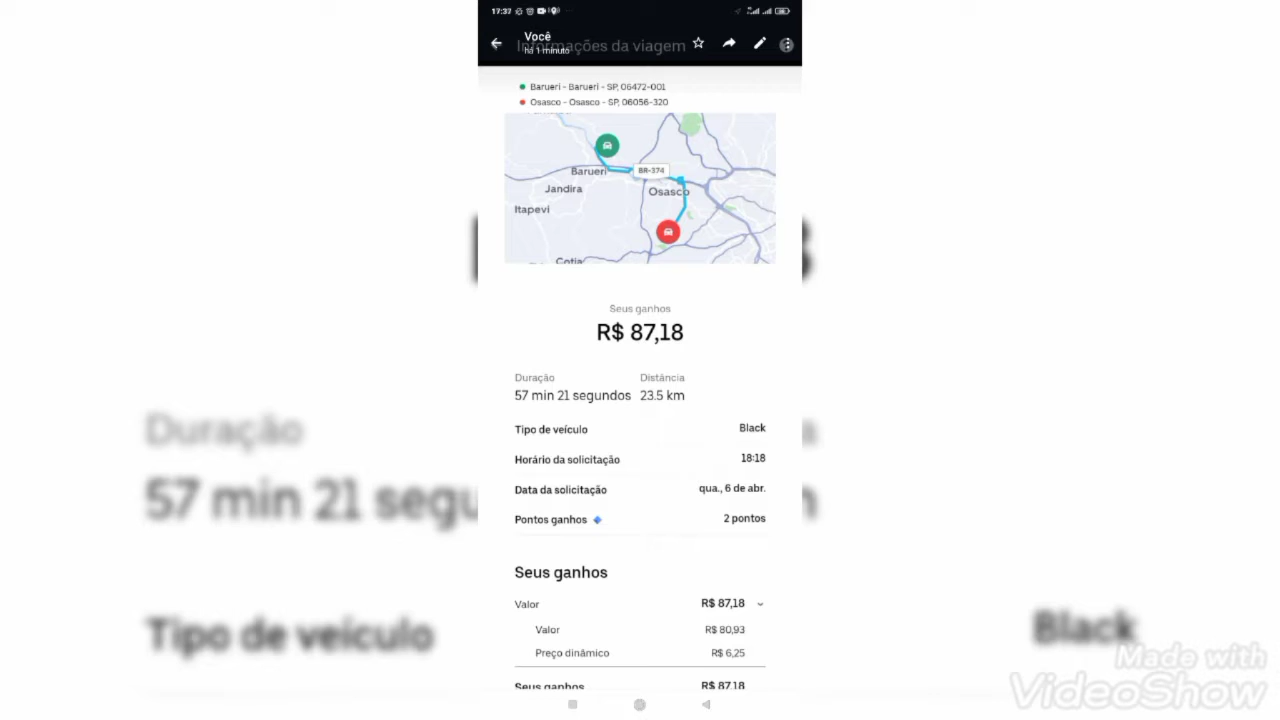 17:37
Você
Informações da viagem
há 1 minuto
Barueri - Barueri - SP, 06472-001
Osasco - Osasco - SP, 06056-320
BR-374
Barueri
Jandira
Osasco
Itapevi
Cotia
Seus ganhos
R$ 87,18
Duração Distância
57 min 21 segundos 23.5 km
Tipo de veículo Black
Horário da solicitação 18:18
Data da solicitação qua., 6 de abr.
Pontos ganhos 2 pontos
Seus ganhos
Valor R$ 87,18
Valor R$ 80,93
Preço dinâmico R$ 6,25
Seus ganhos R$ 87,18
Duração
57 min 21 segu
Tipo de veículo Black
Made with
VideoShow